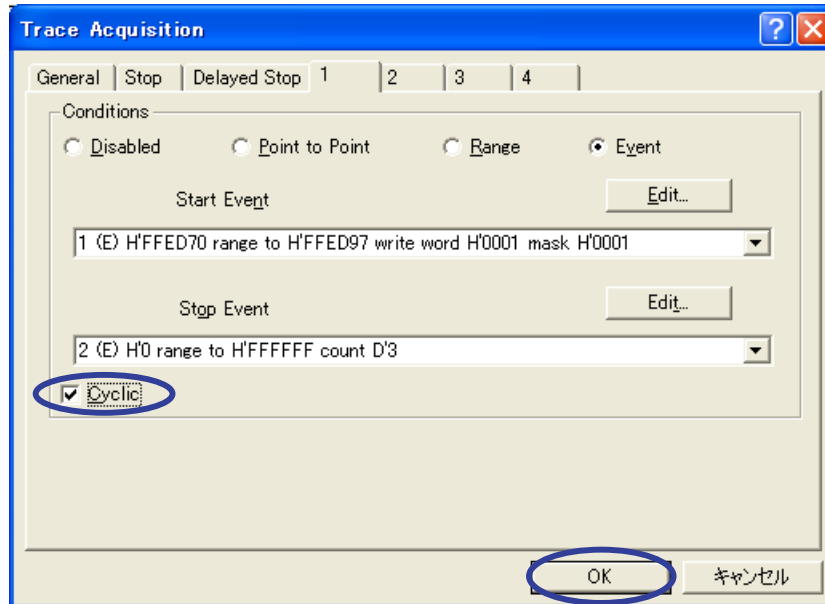 Trace Acquisition
General Stop Delayed Stop 1 2 3 4
Conditions
Disabled Point to Point Range Event
Start Event Edit...
1 (E) H'FFED70 range to H'FFED97 write word H'0001 mask H'0001
Stop Event Edit...
2 (E) H'0 range to H'FFFFFF count D'3
Cyclic
OK キャンセル